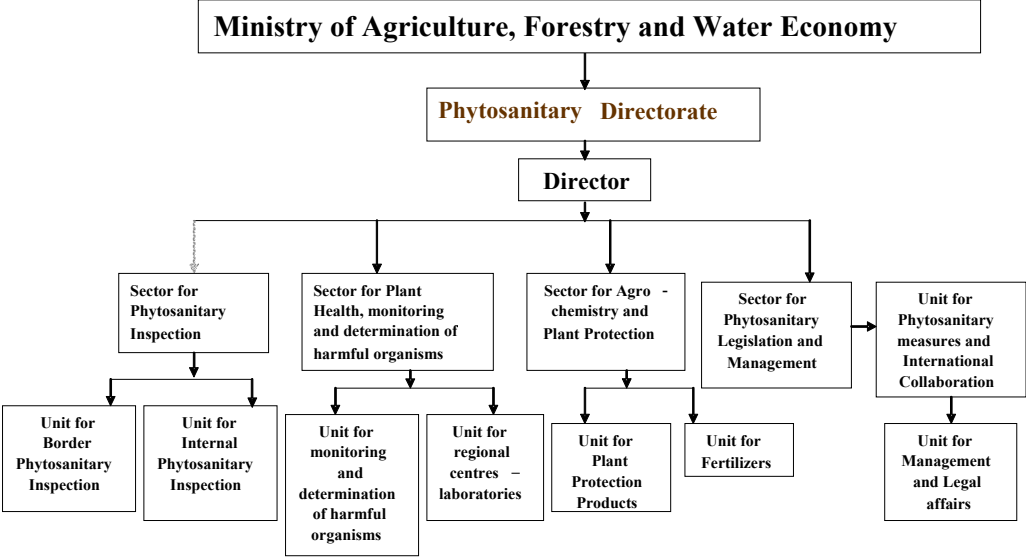 Ministry of Agriculture, Forestry and Water Economy
Phytosanitary Directorate
Director
Sector for
Phytosanitary
Inspection
Sector for Plant
Health, monitoring
and determination of
harmful organisms
Sector for Agro -
chemistry and
Plant Protection
Sector for
Phytosanitary
Legislation and
Management
Unit for
Phytosanitary
measures and
International
Collaboration
Unit for
Border
Phytosanitary
Inspection
Unit for
Internal
Phytosanitary
Inspection
Unit for
monitoring
and
determination
of harmful
organisms
Unit for
regional
centres –
laboratories
Unit for
Plant
Protection
Products
Unit for
Fertilizers
Unit for
Management
and Legal
affairs